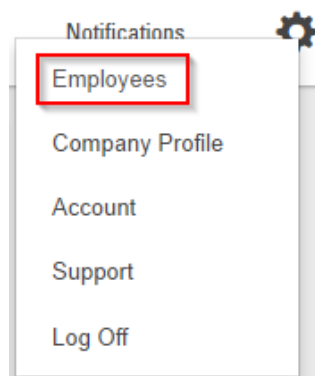 Notifications
Employees
Company Profile
Account
Support
Log Off